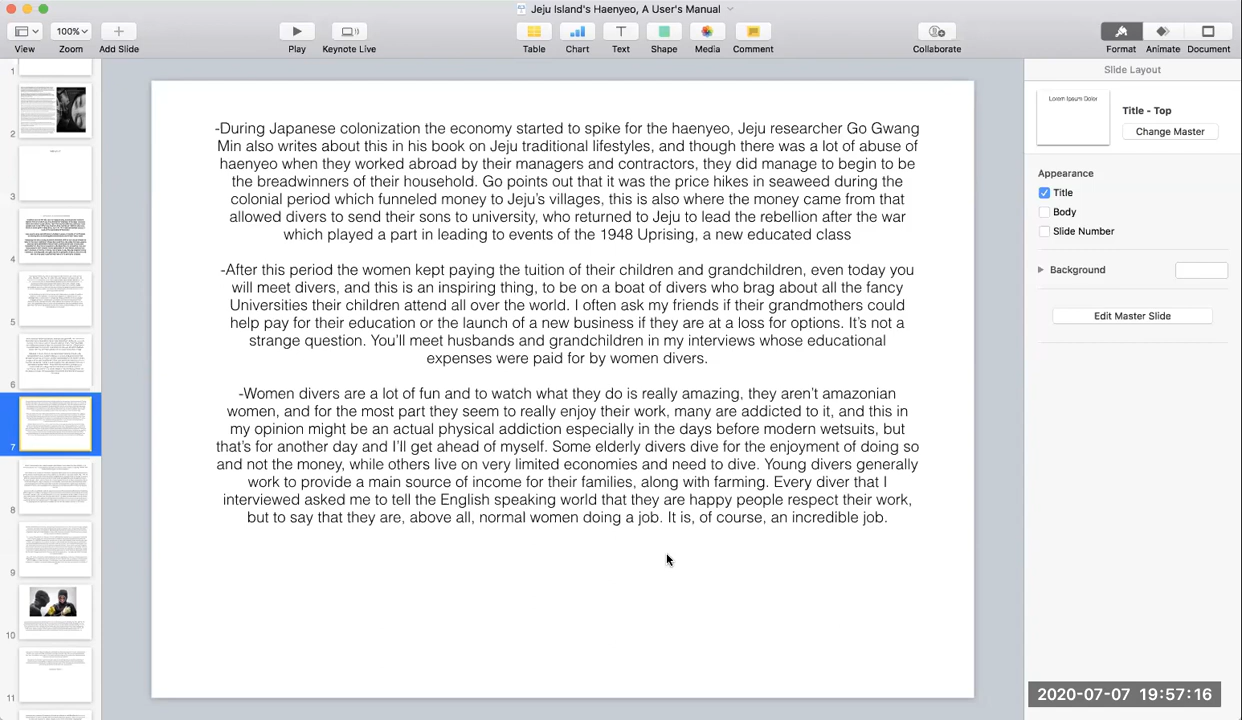 Jeju Island's Haenyeo, A User's Manual
100%
View
Zoom
Add Slide
Play
Keynote Live
Table
Chart
Text
Shape
Media
Comment
Collaborate
Format
Animate
Document
-During Japanese colonization the economy started to spike for the haenyeo, Jeju researcher Go Gwang
Min also writes about this in his book on Jeju traditional lifestyles, and though there was a lot of abuse of
haenyeo when they worked abroad by their managers and contractors, they did manage to begin to be
the breadwinners of their household. Go points out that it was the price hikes in seaweed during the
colonial period which funneled money to Jeju's villages, this is also where the money came from that
allowed divers to send their sons to university, who returned to Jeju to lead the rebellion after the war
which played a part in leading to events of the 1948 Uprising, a new educated class
-After this period the women kept paying the tuition of their children and grandchildren, even today you
will meet divers, and this is an inspiring thing, to be on a boat of divers who brag about all the fancy
Universities their children attend all over the world. I often ask my friends if their grandmothers could
help pay for their education or the launch of a new business if they are at a loss for options. It's not a
strange question. You'll meet husbands and grandchildren in my interviews whose educational
expenses were paid for by women divers.
-Women divers are a lot of fun and to watch what they do is really amazing, they aren't amazonian
women, and for the most part they seem to really enjoy their work, many are addicted to it, and this in
my opinion might be an actual physical addiction especially in the days before modern wetsuits, but
that's for another day and I'll get ahead of myself. Some elderly divers dive for the enjoyment of doing so
and not the money, while others live on very limited economies and need to dive. Young divers generally
work to provide a main source of income for their families, along with farming. Every diver that I
interviewed asked me to tell the English speaking world that they are happy people respect their work,
but to say that they are, above all, normal women doing a job. It is, of course, an incredible job.
1
2
3
4
5
6
7
8
9
10
11
Slide Layout
Lorem Ipsum Dolor
Title - Top
Change Master
Appearance
Title
Body
Slide Number
Background
Edit Master Slide
2020-07-07 19:57:16